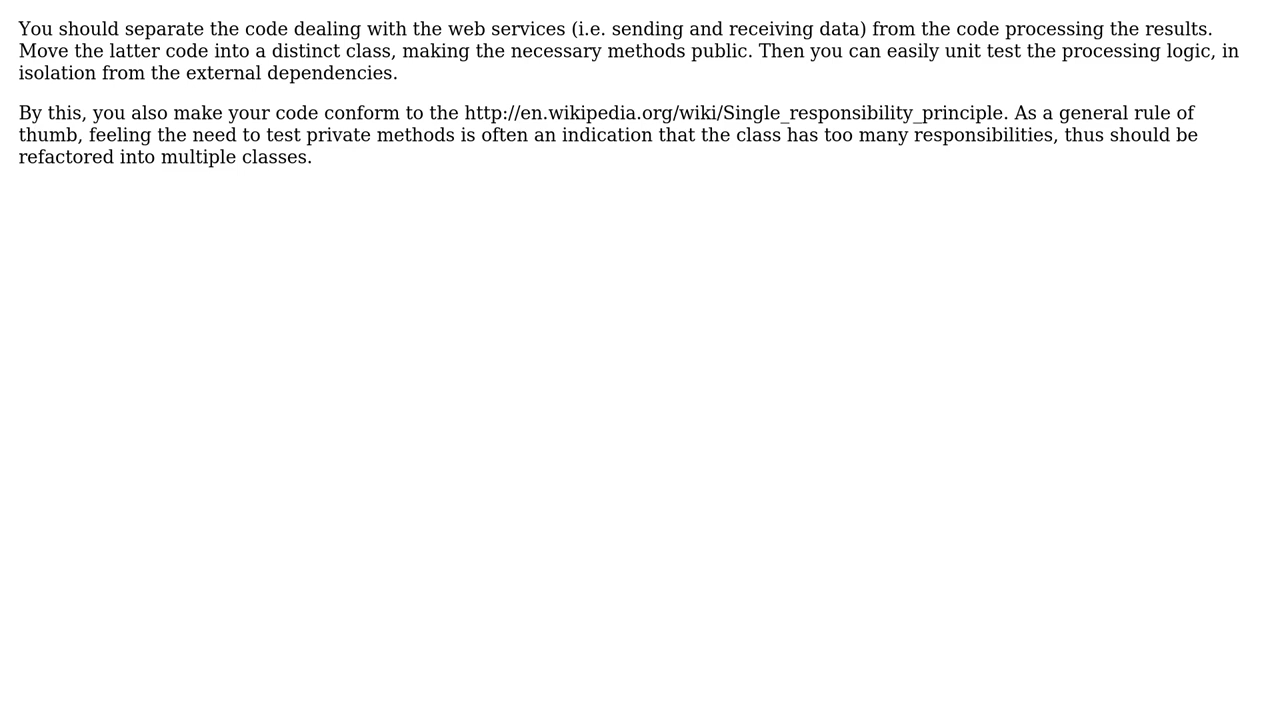 You should separate the code dealing with the web services (i.e. sending and receiving data) from the code processing the results.
Move the latter code into a distinct class, making the necessary methods public. Then you can easily unit test the processing logic, in
isolation from the external dependencies.
By this, you also make your code conform to the http://en.wikipedia.org/wiki/Single_responsibility_principle. As a general rule of
thumb, feeling the need to test private methods is often an indication that the class has too many responsibilities, thus should be
refactored into multiple classes.